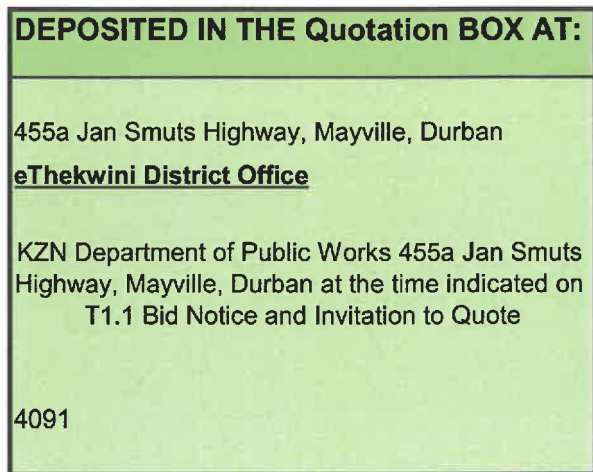 DEPOSITED IN THE Quotation BOX AT:
455a Jan Smuts Highway, Mayville, Durban
eThekwini District Office
KZN Department of Public Works 455a Jan Smuts
Highway, Mayville, Durban at the time indicated on
T1.1 Bid Notice and Invitation to Quote
4091